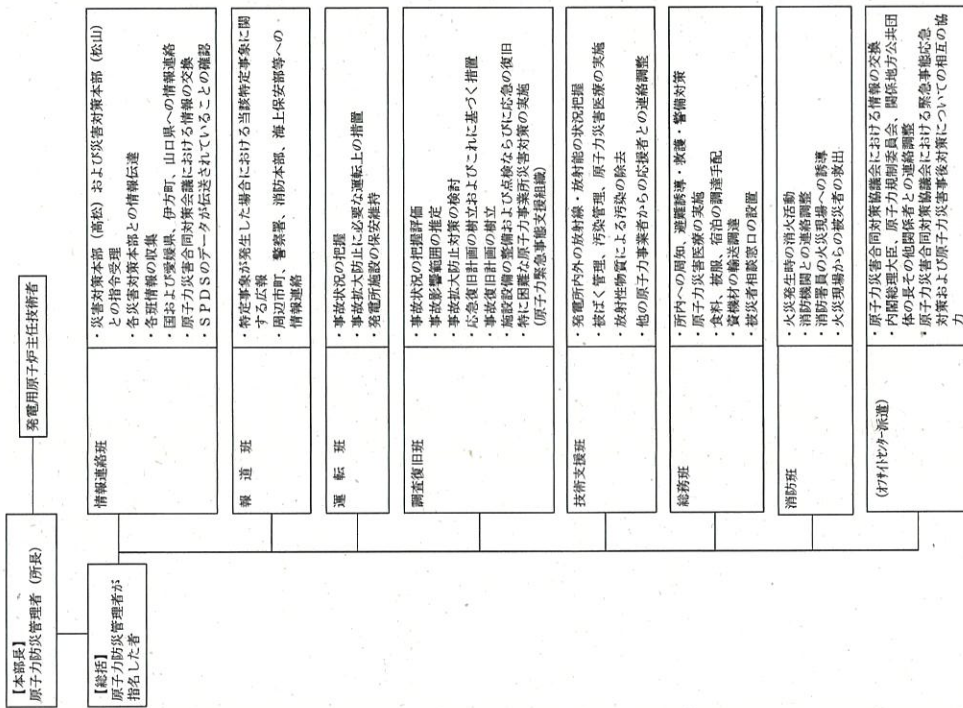 【本部長】
原子力防災管理者（所長）
発電用原子炉主任技術者
【総括】
原子力防災管理者が
指名した者
情報連絡班
・災害対策本部（高松）および災害対策本部（松山）
との指令受理
・各災害対策本部との情報伝達
・各班情報の収集
・国および愛媛県、伊方町、山口県への情報連絡
・原子力災害合同対策会議における情報の交換
・ＳＰＤＳのデータが伝送されていることの確認
報道班
・特定事象が発生した場合における当該特定事象に関
する広報
・周辺市町、警察署、消防本部、海上保安部等への
情報連絡
運転班
・事故状況の把握
・事故拡大防止に必要な運転上の措置
・発電所施設の保安維持
調査復旧班
・事故状況の把握評価
・事故影響範囲の推定
・事故拡大防止対策の検討
・応急復旧計画の樹立およびこれに基づく措置
・事故復旧計画の樹立
・施設設備の整備および点検ならびに応急の復旧
・特に困難な原子力事業所災害対策の実施
（原子力緊急事態支援組織）
技術支援班
・発電所内外の放射線・放射能の状況把握
・被ばく管理、汚染管理、原子力災害医療の実施
・放射性物質による汚染の除去
・他の原子力事業者からの応援者との連絡調整
総務班
・所内への周知、避難誘導・救護・警備対策
・原子力災害医療の実施
・食料、被服、宿泊の調達手配
・資機材の輸送調達
・被災者相談窓口の設置
消防班
・火災発生時の消火活動
・消防機関との連絡調整
・消防署員の火災現場への誘導
・火災現場からの被災者の救出
（オフサイトセンター派遣）
・原子力災害合同対策協議会における情報の交換
・内閣総理大臣、原子力規制委員会、関係地方公共団
体の長その他関係者との連絡調整
・原子力災害合同対策協議会における緊急事態応急
対策および原子力災害事後対策についての相互の協
力